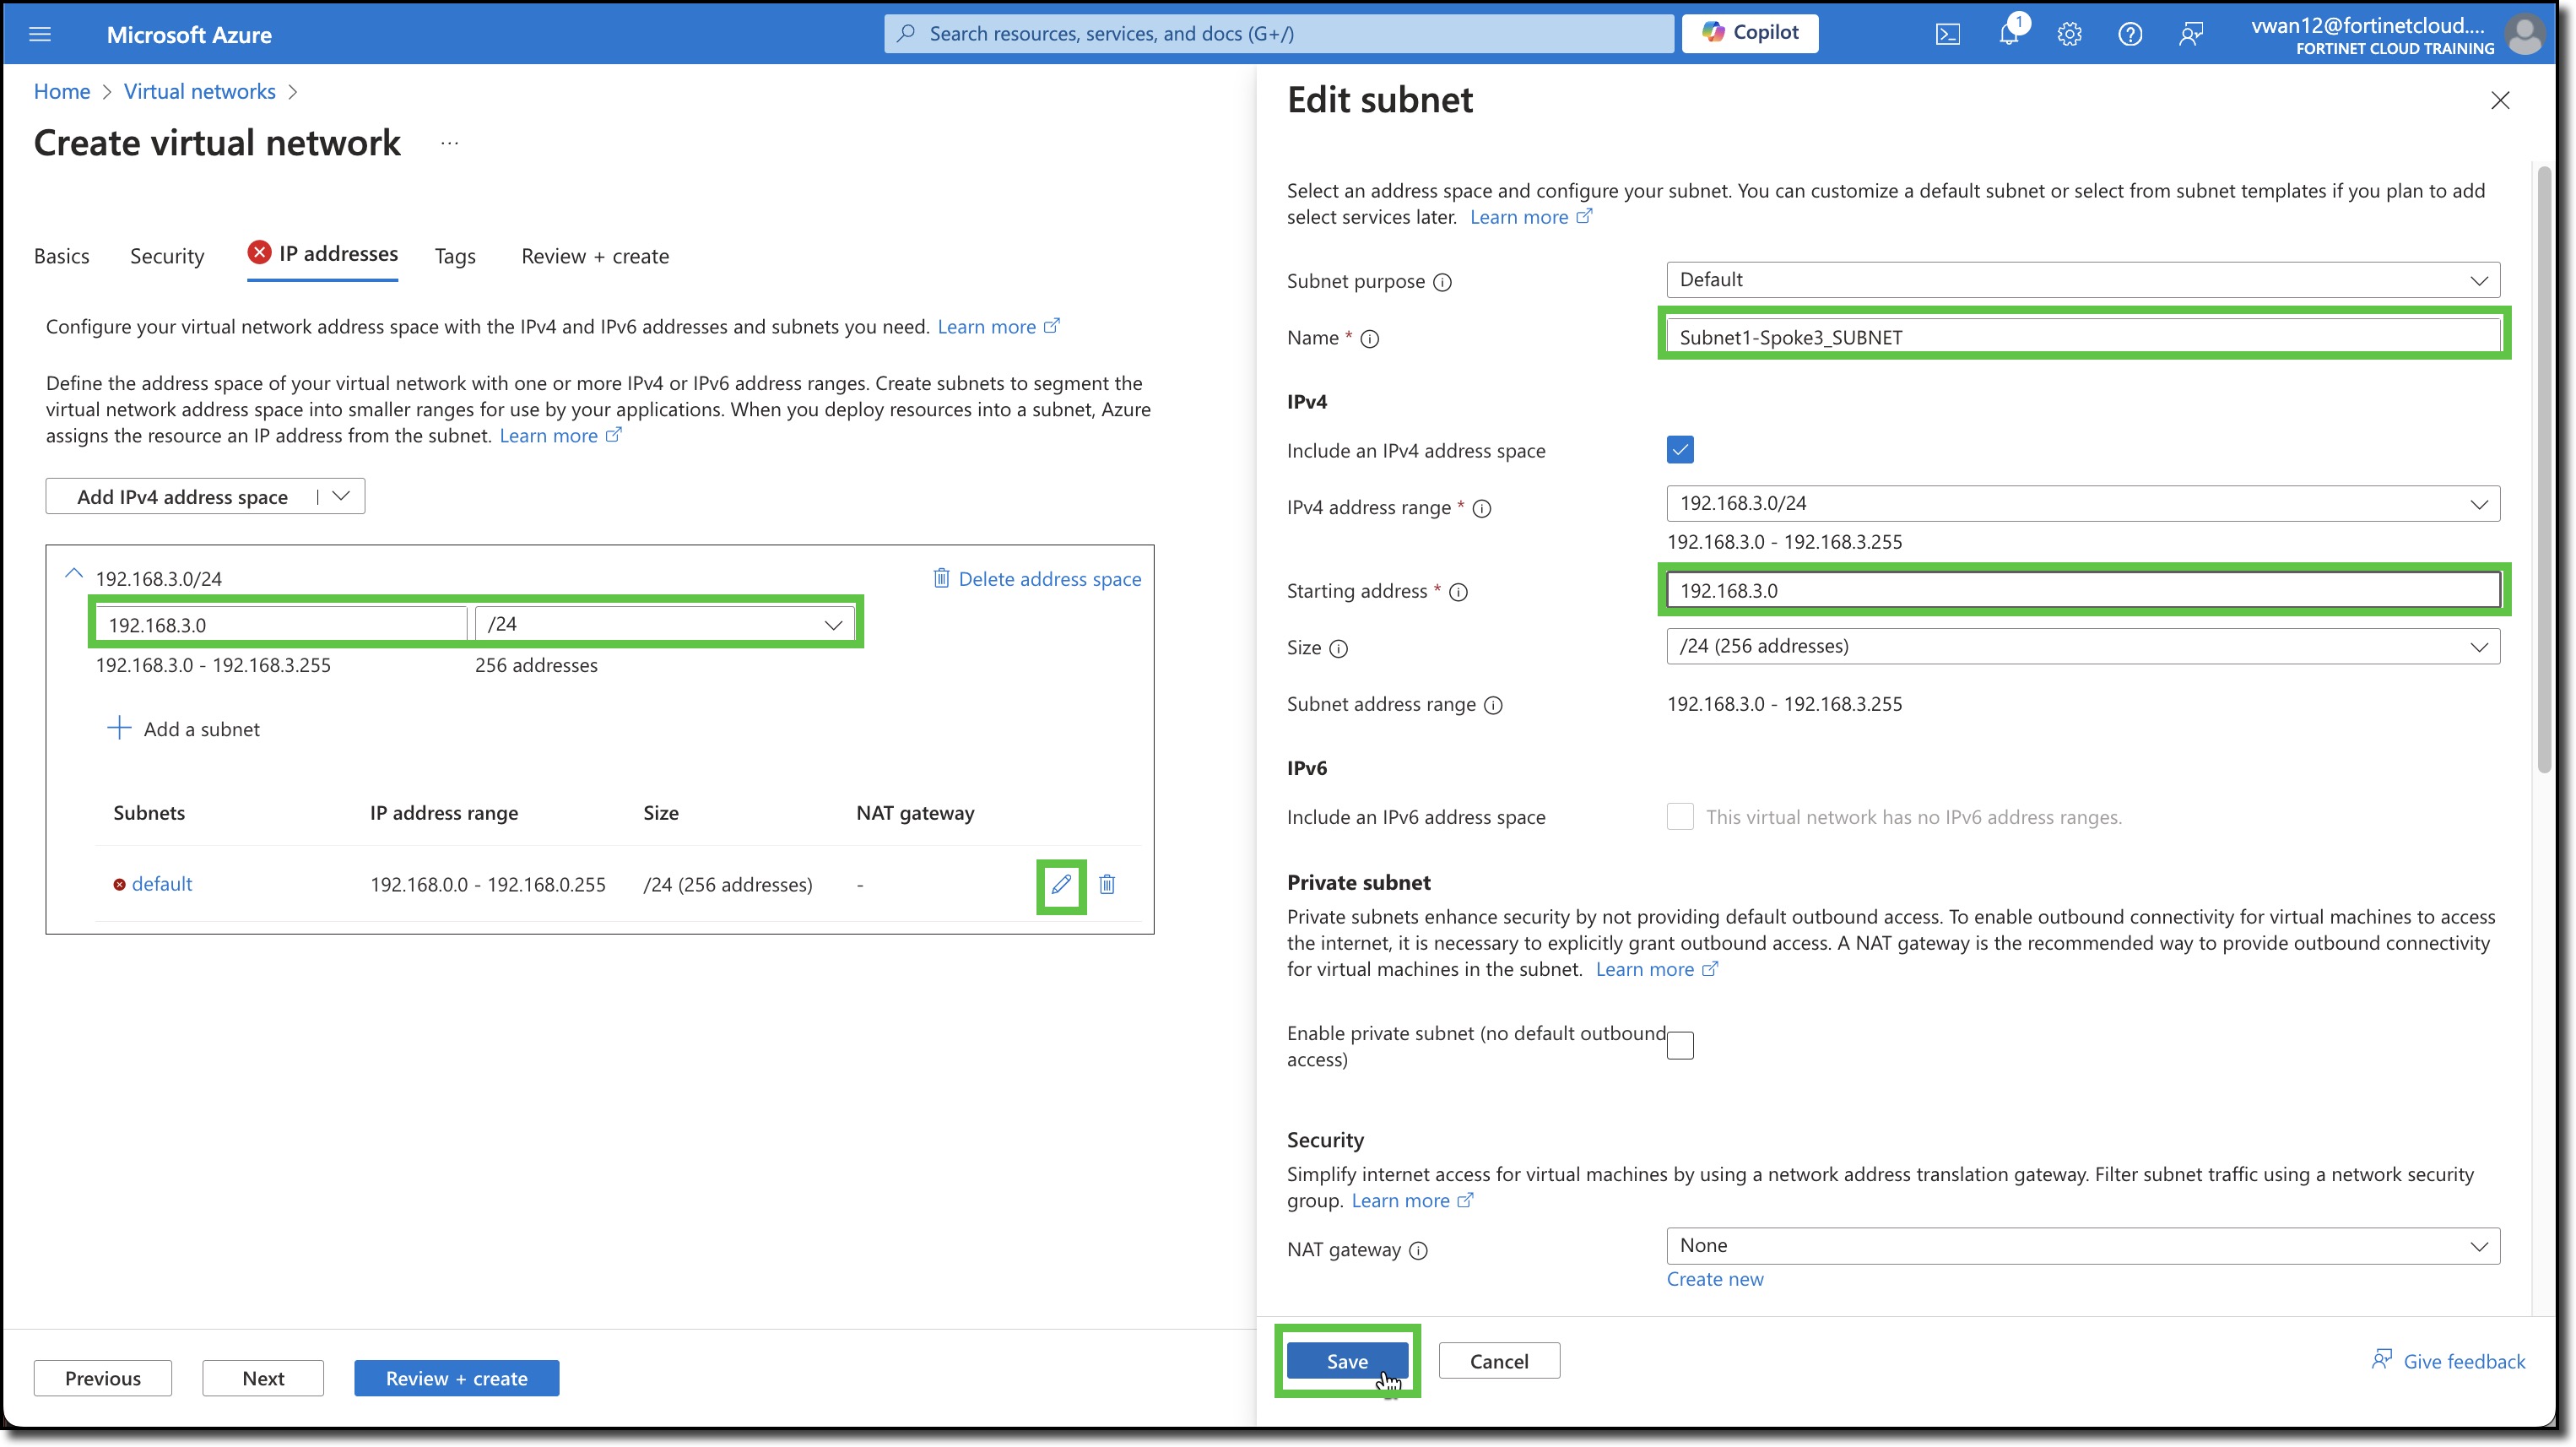 Microsoft Azure
Search resources, services, and docs (G+/)
Copilot
1
vwan12@fortinetcloud....
FORTINET CLOUD TRAINING
Home > Virtual networks >
Create virtual network ...
Basics Security IP addresses Tags Review + create
Configure your virtual network address space with the IPv4 and IPv6 addresses and subnets you need. Learn more
Define the address space of your virtual network with one or more IPv4 or IPv6 address ranges. Create subnets to segment the
virtual network address space into smaller ranges for use by your applications. When you deploy resources into a subnet, Azure
assigns the resource an IP address from the subnet. Learn more
Add IPv4 address space |
192.168.3.0/24 Delete address space
192.168.3.0 /24
192.168.3.0 - 192.168.3.255 256 addresses
Add a subnet
Subnets IP address range Size NAT gateway
default 192.168.0.0 - 192.168.0.255 /24 (256 addresses) -
Previous Next Review + create
Edit subnet
Select an address space and configure your subnet. You can customize a default subnet or select from subnet templates if you plan to add
select services later. Learn more
Subnet purpose Default
Name * Subnet1-Spoke3_SUBNET
IPv4
Include an IPv4 address space
IPv4 address range * 192.168.3.0/24
192.168.3.0 - 192.168.3.255
Starting address * 192.168.3.0
Size /24 (256 addresses)
Subnet address range 192.168.3.0 - 192.168.3.255
IPv6
Include an IPv6 address space This virtual network has no IPv6 address ranges.
Private subnet
Private subnets enhance security by not providing default outbound access. To enable outbound connectivity for virtual machines to access
the internet, it is necessary to explicitly grant outbound access. A NAT gateway is the recommended way to provide outbound connectivity
for virtual machines in the subnet. Learn more
Enable private subnet (no default outbound
access)
Security
Simplify internet access for virtual machines by using a network address translation gateway. Filter subnet traffic using a network security
group. Learn more
NAT gateway None
Create new
Save Cancel Give feedback